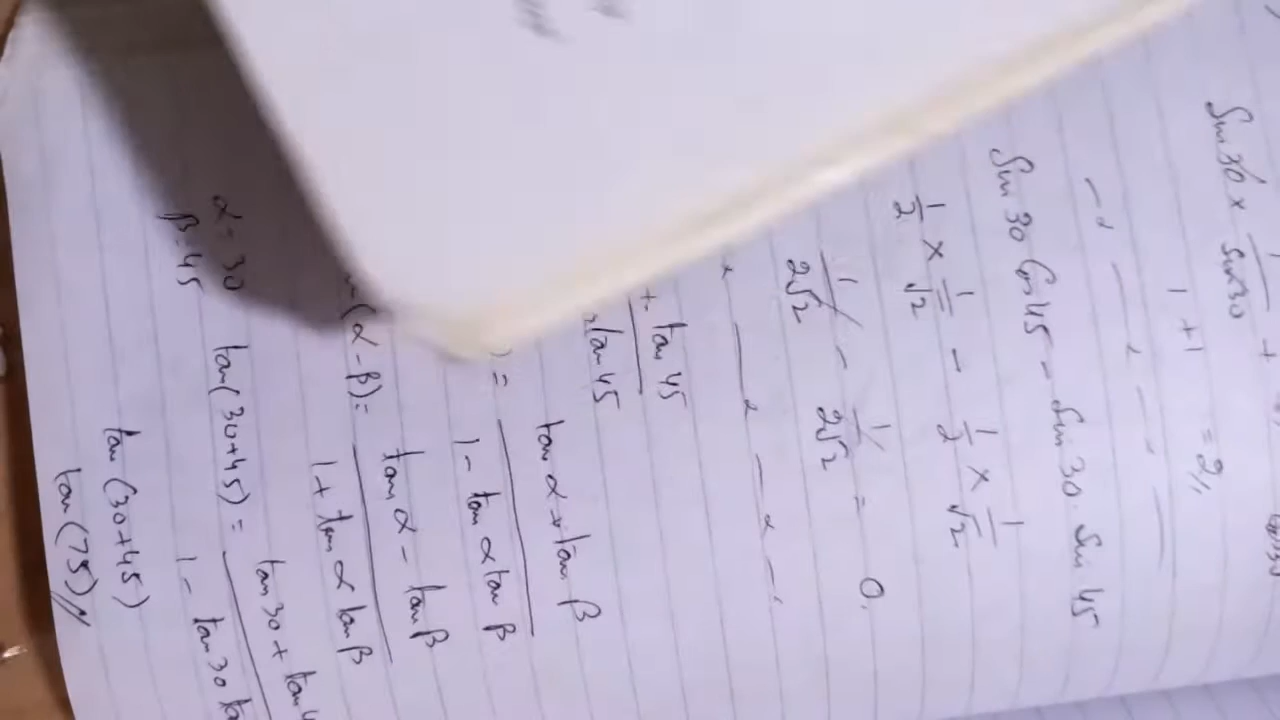 Sin 30 × 1/sin 30 +
1 + 1 = 2
Sin 30 Cos 45 - Sin 30 . Sin 45
1/2 × 1/√2 - 1/2 × 1/√2
1/2√2 - 1/2√2 = 0
+ tan 45
tan 45
) = tan α + tan β
1 - tan α tan β
(α - β) = tan α - tan β
1 + tan α tan β
α = 30 tan(30+45) = tan 30 + tan
β = 45 1 - tan 30
tan (30+45)
tan (75)